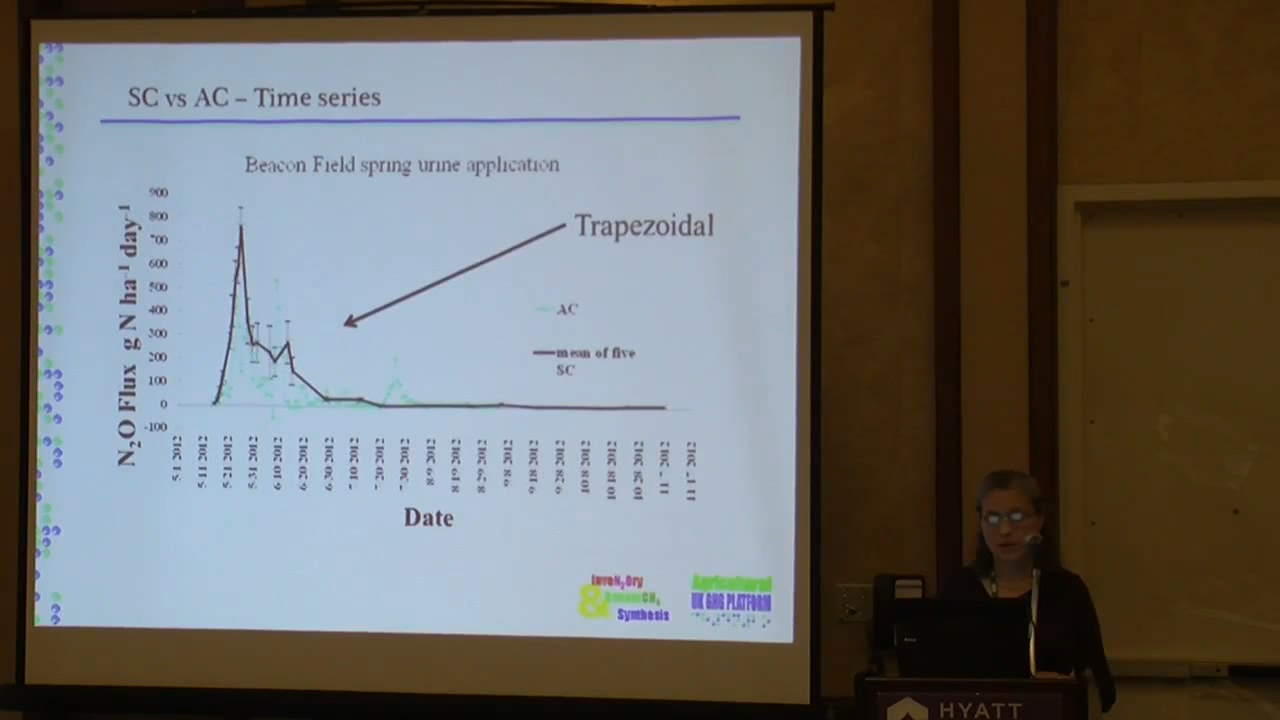 SC vs AC – Time series
Beacon Field spring urine application
N₂O Flux g N ha⁻¹ day⁻¹
900
800
700
600
500
400
300
200
100
0
-100
Trapezoidal
AC
mean of five
SC
5 1 2012
5 11 2012
5 21 2012
5 31 2012
6 10 2012
6 20 2012
6 30 2012
7 10 2012
7 20 2012
7 30 2012
8 9 2012
8 19 2012
8 29 2012
9 8 2012
9 18 2012
9 28 2012
10 8 2012
10 18 2012
10 28 2012
11 7 2012
11 17 2012
Date
InveN₂Ory
&
CH₄
Synthesis
Agricultural
UK GHG PLATFORM
HYATT